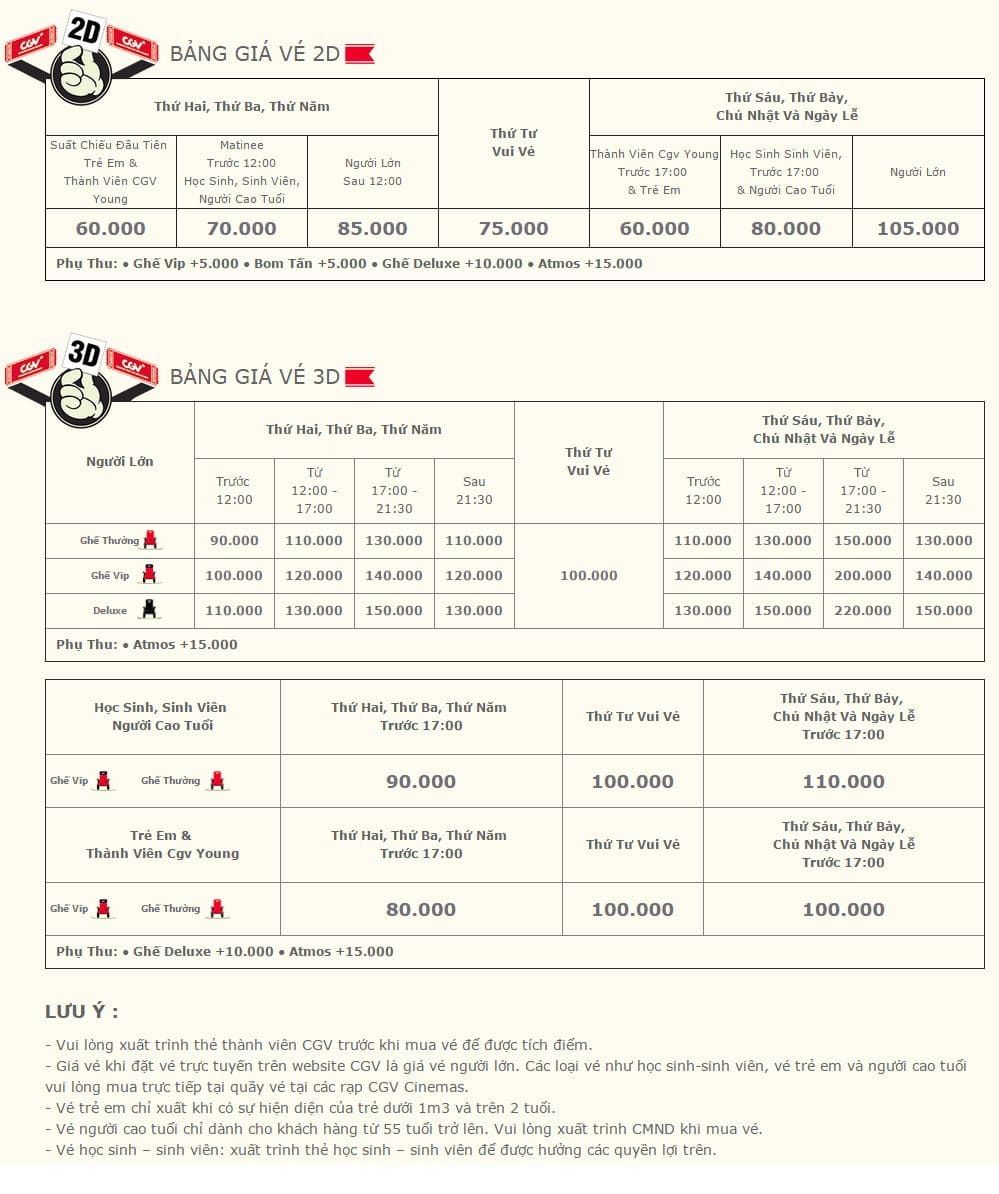 CGV 2D CGV
BẢNG GIÁ VÉ 2D
Thứ Hai, Thứ Ba, Thứ Năm
Thứ Tư
Vui Vẻ
Thứ Sáu, Thứ Bảy,
Chủ Nhật Và Ngày Lễ
Suất Chiếu Đầu Tiên
Trẻ Em &
Thành Viên CGV
Young
Matinee
Trước 12:00
Học Sinh, Sinh Viên,
Người Cao Tuổi
Người Lớn
Sau 12:00
Thành Viên Cgv Young
Trước 17:00
& Trẻ Em
Học Sinh Sinh Viên,
Trước 17:00
& Người Cao Tuổi
Người Lớn
60.000 70.000 85.000 75.000 60.000 80.000 105.000
Phụ Thu: ● Ghế Vip +5.000 ● Bom Tấn +5.000 ● Ghế Deluxe +10.000 ● Atmos +15.000
CGV 3D CGV
BẢNG GIÁ VÉ 3D
Người Lớn
Thứ Hai, Thứ Ba, Thứ Năm
Thứ Tư
Vui Vẻ
Thứ Sáu, Thứ Bảy,
Chủ Nhật Và Ngày Lễ
Trước
12:00
Từ
12:00 -
17:00
Từ
17:00 -
21:30
Sau
21:30
Trước
12:00
Từ
12:00 -
17:00
Từ
17:00 -
21:30
Sau
21:30
Ghế Thường 90.000 110.000 130.000 110.000 110.000 130.000 150.000 130.000
Ghế Vip 100.000 120.000 140.000 120.000 100.000 120.000 140.000 200.000 140.000
Deluxe 110.000 130.000 150.000 130.000 130.000 150.000 220.000 150.000
Phụ Thu: ● Atmos +15.000
Học Sinh, Sinh Viên
Người Cao Tuổi
Thứ Hai, Thứ Ba, Thứ Năm
Trước 17:00
Thứ Tư Vui Vẻ
Thứ Sáu, Thứ Bảy,
Chủ Nhật Và Ngày Lễ
Trước 17:00
Ghế Vip Ghế Thường 90.000 100.000 110.000
Trẻ Em &
Thành Viên Cgv Young
Thứ Hai, Thứ Ba, Thứ Năm
Trước 17:00
Thứ Tư Vui Vẻ
Thứ Sáu, Thứ Bảy,
Chủ Nhật Và Ngày Lễ
Trước 17:00
Ghế Vip Ghế Thường 80.000 100.000 100.000
Phụ Thu: ● Ghế Deluxe +10.000 ● Atmos +15.000
LƯU Ý :
- Vui lòng xuất trình thẻ thành viên CGV trước khi mua vé để được tích điểm.
- Giá vé khi đặt vé trực tuyến trên website CGV là giá vé người lớn. Các loại vé như học sinh-sinh viên, vé trẻ em và người cao tuổi
vui lòng mua trực tiếp tại quầy vé tại các rạp CGV Cinemas.
- Vé trẻ em chỉ xuất khi có sự hiện diện của trẻ dưới 1m3 và trên 2 tuổi.
- Vé người cao tuổi chỉ dành cho khách hàng từ 55 tuổi trở lên. Vui lòng xuất trình CMND khi mua vé.
- Vé học sinh – sinh viên: xuất trình thẻ học sinh – sinh viên để được hưởng các quyền lợi trên.